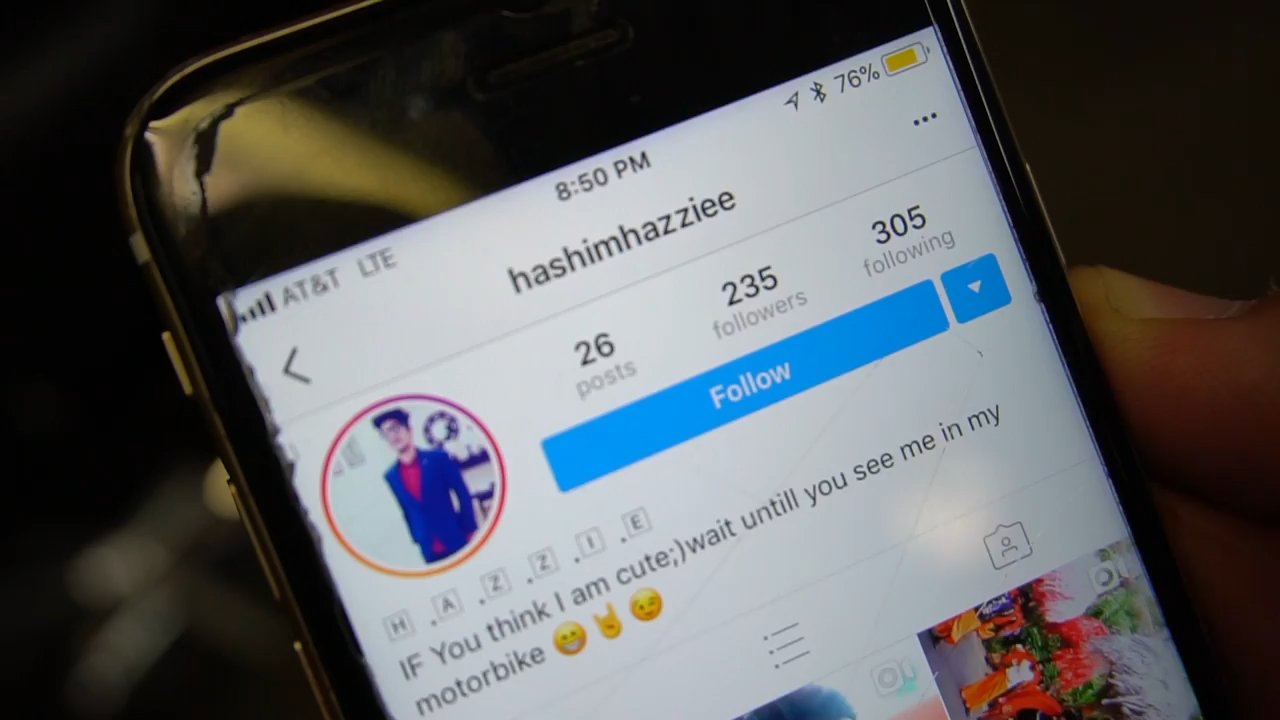 AT&T LTE 8:50 PM 76%
hashimhazziee
26 235 305
posts followers following
Follow
H .A .Z .Z .I .E
IF You think I am cute;)wait untill you see me in my
motorbike 😁🤘😉